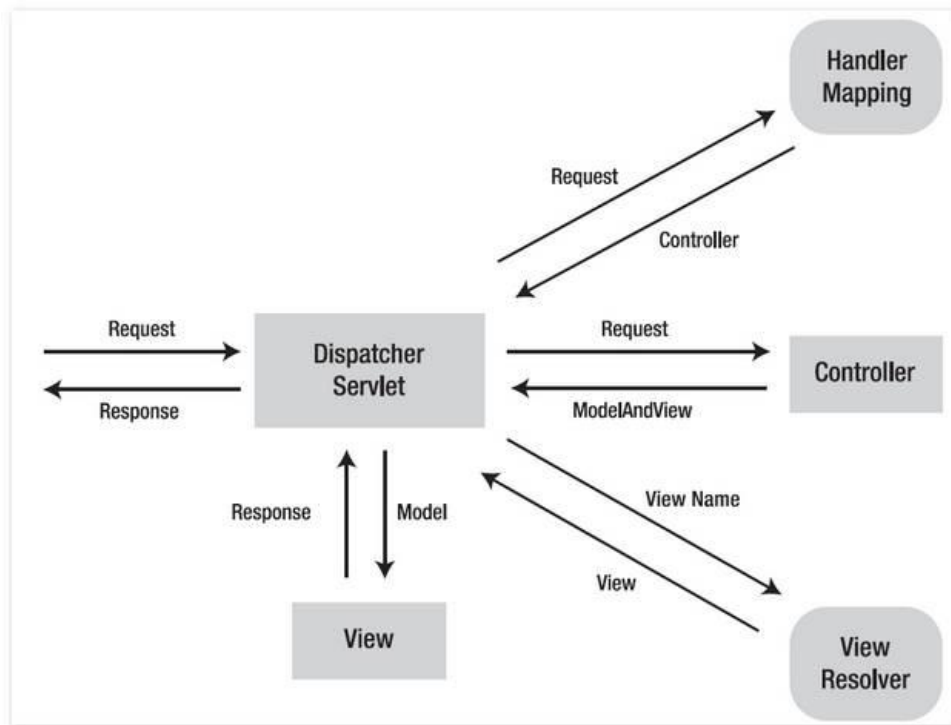 Handler
Mapping
Request
Controller
Request
Response
Dispatcher
Servlet
Request
ModelAndView
Controller
Response
Model
View Name
View
View
View
Resolver